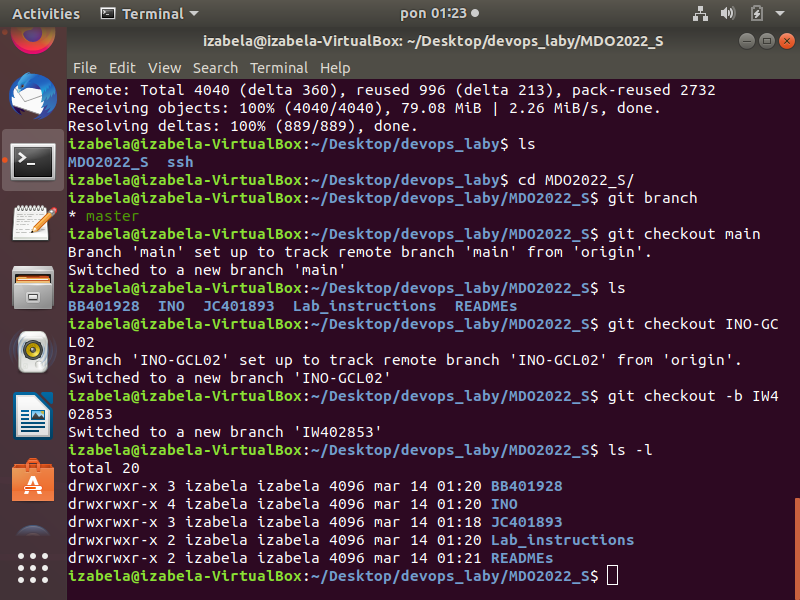 Activities Terminal pon 01:23
izabela@izabela-VirtualBox: ~/Desktop/devops_laby/MDO2022_S
File Edit View Search Terminal Help
remote: Total 4040 (delta 360), reused 996 (delta 213), pack-reused 2732
Receiving objects: 100% (4040/4040), 79.08 MiB | 2.26 MiB/s, done.
Resolving deltas: 100% (889/889), done.
izabela@izabela-VirtualBox:~/Desktop/devops_laby$ ls
MDO2022_S  ssh
izabela@izabela-VirtualBox:~/Desktop/devops_laby$ cd MDO2022_S/
izabela@izabela-VirtualBox:~/Desktop/devops_laby/MDO2022_S$ git branch
* master
izabela@izabela-VirtualBox:~/Desktop/devops_laby/MDO2022_S$ git checkout main
Branch 'main' set up to track remote branch 'main' from 'origin'.
Switched to a new branch 'main'
izabela@izabela-VirtualBox:~/Desktop/devops_laby/MDO2022_S$ ls
BB401928  INO  JC401893  Lab_instructions  READMEs
izabela@izabela-VirtualBox:~/Desktop/devops_laby/MDO2022_S$ git checkout INO-GC
L02
Branch 'INO-GCL02' set up to track remote branch 'INO-GCL02' from 'origin'.
Switched to a new branch 'INO-GCL02'
izabela@izabela-VirtualBox:~/Desktop/devops_laby/MDO2022_S$ git checkout -b IW4
02853
Switched to a new branch 'IW402853'
izabela@izabela-VirtualBox:~/Desktop/devops_laby/MDO2022_S$ ls -l
total 20
drwxrwxr-x 3 izabela izabela 4096 mar 14 01:20 BB401928
drwxrwxr-x 4 izabela izabela 4096 mar 14 01:20 INO
drwxrwxr-x 3 izabela izabela 4096 mar 14 01:18 JC401893
drwxrwxr-x 2 izabela izabela 4096 mar 14 01:20 Lab_instructions
drwxrwxr-x 2 izabela izabela 4096 mar 14 01:21 READMEs
izabela@izabela-VirtualBox:~/Desktop/devops_laby/MDO2022_S$